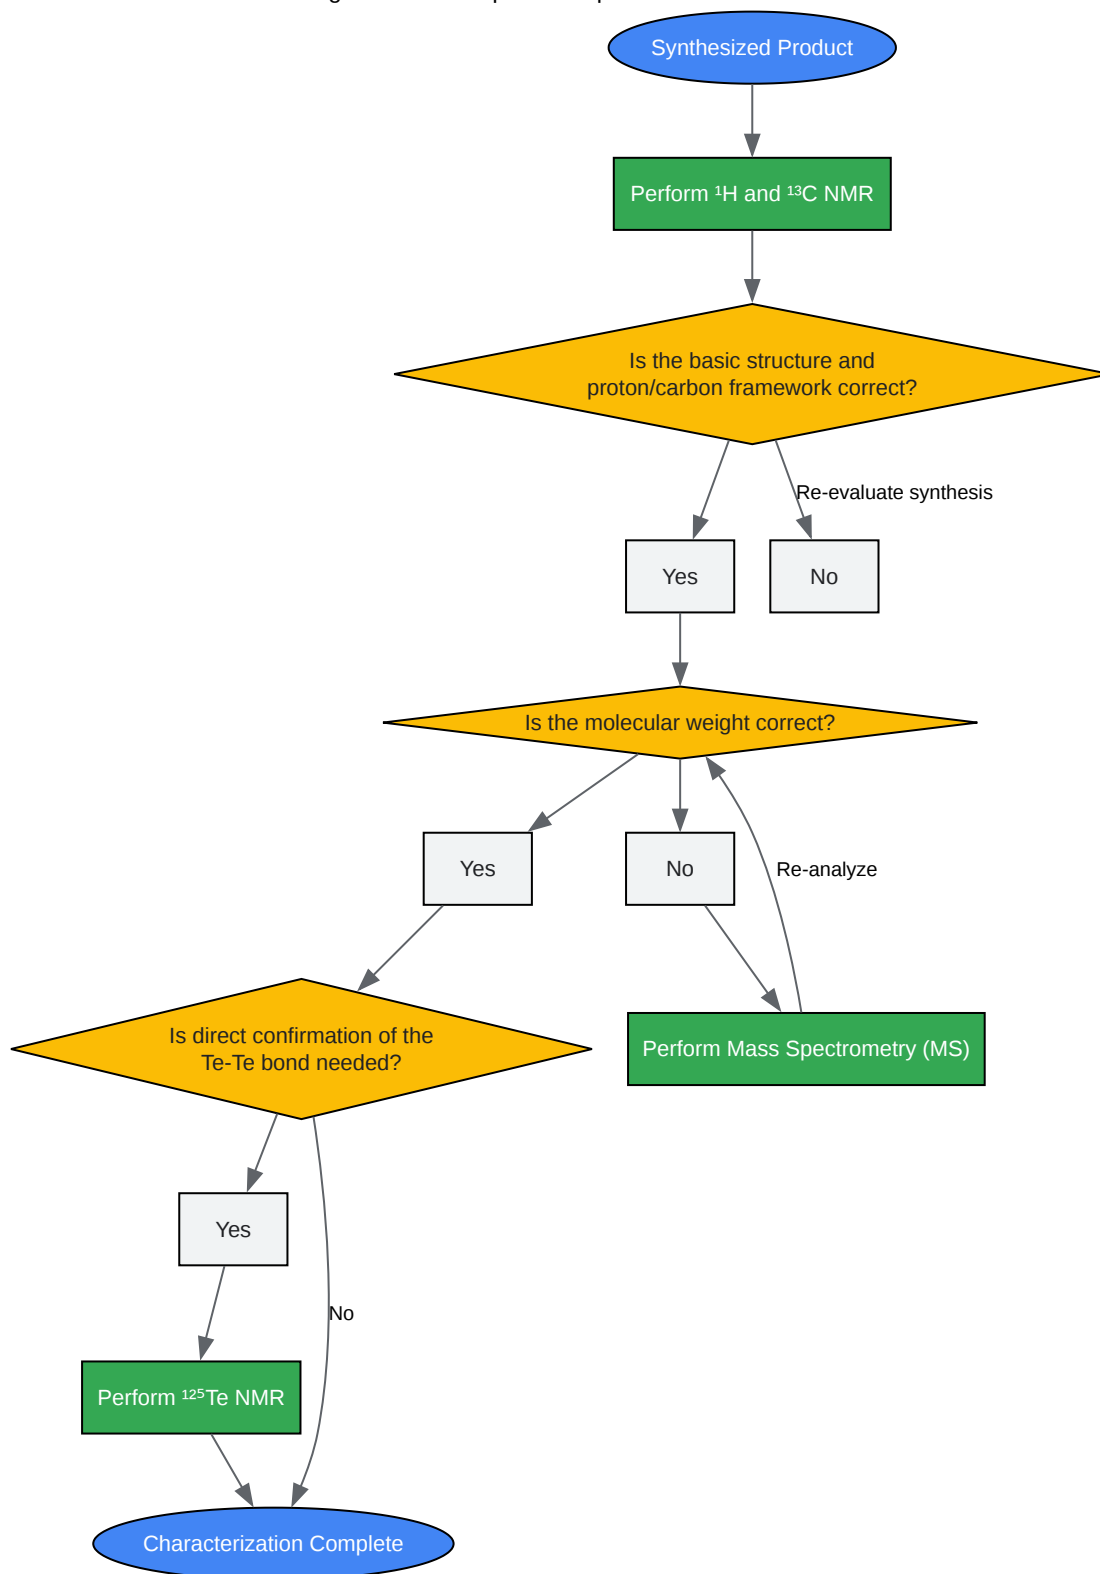 Synthesized Product
Perform ¹H and ¹³C NMR
Is the basic structure and
proton/carbon framework correct?
Re-evaluate synthesis
Yes
No
Is the molecular weight correct?
Yes
No
Re-analyze
Is direct confirmation of the
Te-Te bond needed?
Perform Mass Spectrometry (MS)
Yes
No
Perform ¹²⁵Te NMR
Characterization Complete